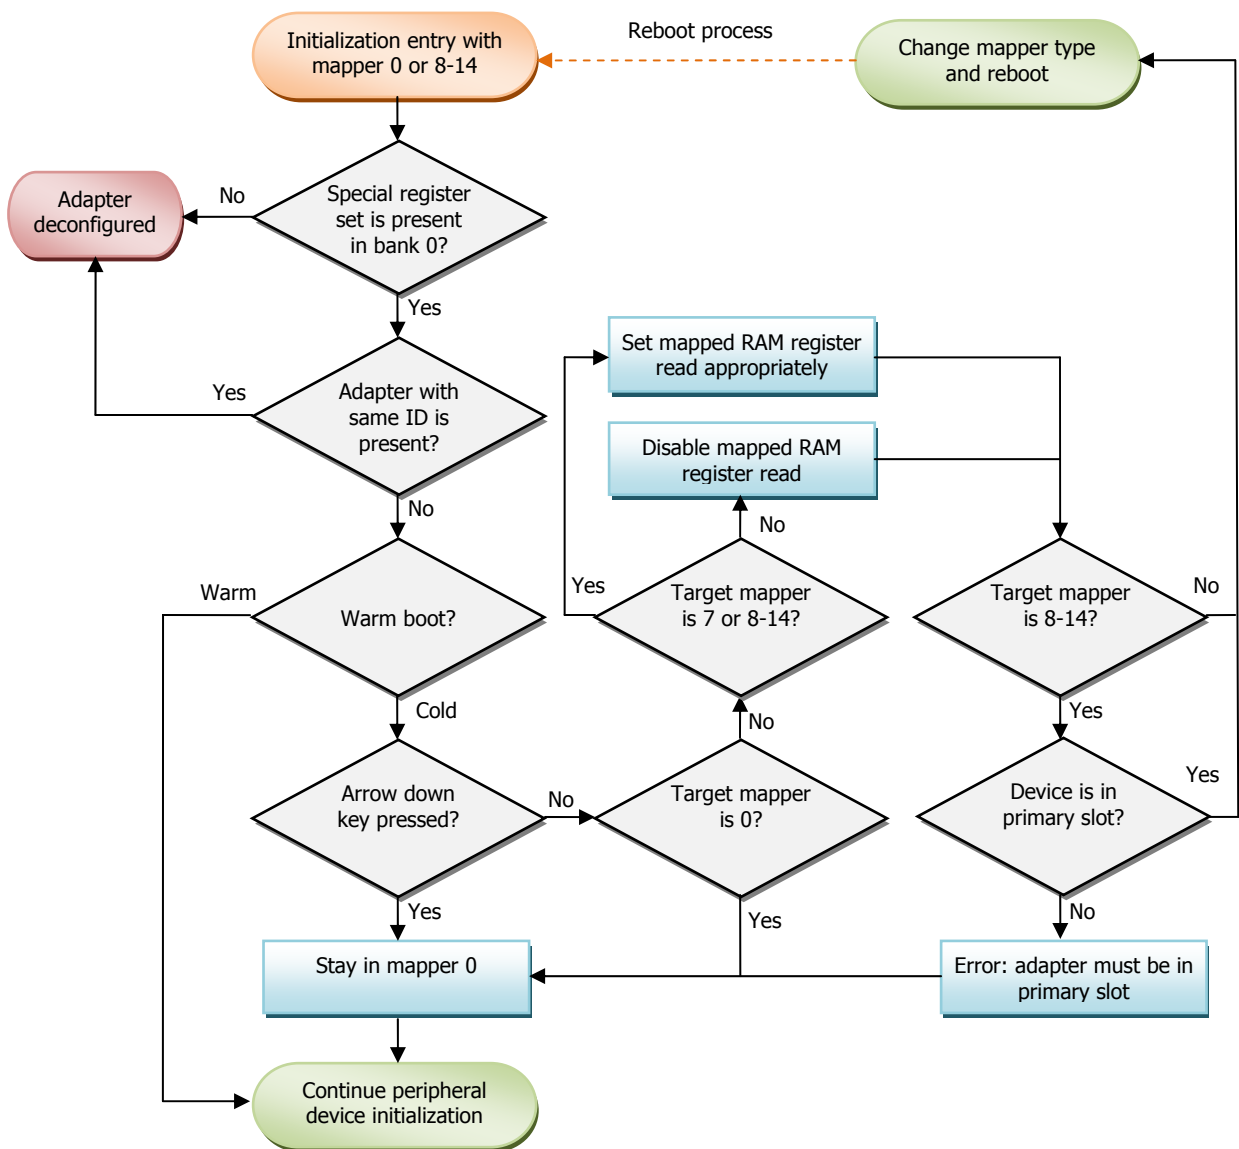 Initialization entry with
mapper 0 or 8-14
Reboot process
Change mapper type
and reboot
Adapter
deconfigured
No
Special register
set is present
in bank 0?
Yes
Set mapped RAM register
read appropriately
Yes
Adapter with
same ID is
present?
Disable mapped RAM
register read
No
No
Warm
Warm boot?
Yes
Target mapper
is 7 or 8-14?
Target mapper
is 8-14?
No
Cold
No
Yes
Arrow down
key pressed?
No
Target mapper
is 0?
Device is in
primary slot?
Yes
Yes
Yes
No
Stay in mapper 0
Error: adapter must be in
primary slot
Continue peripheral
device initialization